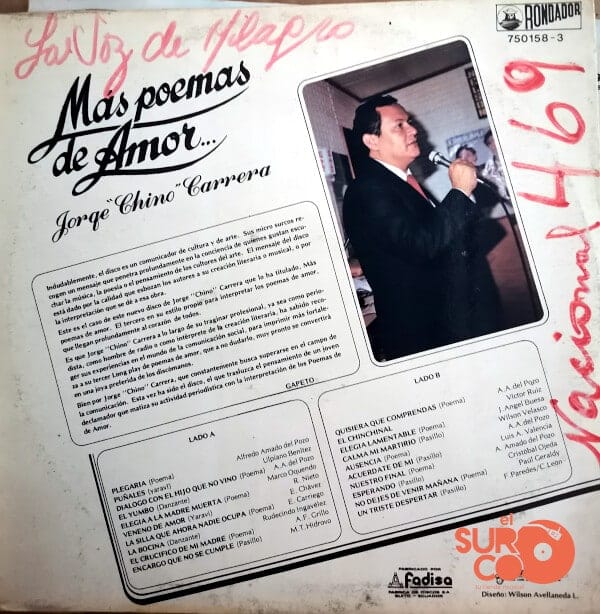 La Voz de Milagro
RONDADOR
750158-3
Más poemas
de Amor...
Jorge "Chino" Carrera
Nacional 469
Indudablemente, el disco es un comunicador de cultura y de arte. Sus micro surcos re-
cogen un mensaje que penetra profundamente en la conciencia de quienes gustan escu-
char la música, la poesía o el pensamiento de los cultores del arte. El mensaje del disco
está dado por la calidad que esbozan los autores a su creación literaria o musical, o por
la interpretación que se dé a esa obra.
Este es el caso de este nuevo disco de Jorge "Chino" Carrera que le ha titulado. Más
poemas de amor. El tercero en su estilo propio para interpretar los poemas de amor.
que llegan profundamente al corazón de todos.
Es que Jorge "Chino" Carrera a lo largo de su traginar profesional, ya sea como perio-
dista, como hombre de radio o como intérprete de la creación literaria, ha sabido reco-
ger sus experiencias en el mundo de la comunicación social, para imprimir más fortale-
za a su tercer Long play de poemas de amor, que a no dudarlo, muy pronto se convertirá
en una joya preferida de los discómanos.
Bien por Jorge "Chino" Carrera, que constantemente busca superarse en el campo de
la comunicación. Esta vez ha sido el disco, el que trasluzca el pensamiento de un joven
declamador que matiza su actividad periodística con la interpretación de los Poemas de
de Amor.
GAPETO
LADO A
PLEGARIA (Poema) Alfredo Amado del Pozo
PUÑALES (yaraví) Ulpiano Benítez
DIALOGO CON EL HIJO QUE NO VINO (Poema) A.A. del Pozo
EL YUMBO (Danzante) Marco Oquendo
ELEGIA A LA MADRE MUERTA (Poema) R. Nieto
VENENO DE AMOR (Yaraví) E. Chávez
LA SILLA QUE AHORA NADIE OCUPA (Poema) E. Carriego
LA BOCINA (Danzante) Rudecindo Ingavélez
EL CRUCIFICO DE MI MADRE (Poema) A.F. Grillo
ENCARGO QUE NO SE CUMPLE (Pasillo) M.T. Hidrovo
LADO B
QUISIERA QUE COMPRENDAS (Poema) A.A. del Pozo
EL CHINCHINAL Victor Ruiz
ELEGIA LAMENTABLE (Poema) J. Angel Buesa
CALMA MI MARTIRIO (Pasillo) Wilson Velasco
AUSENCIA (Poema) A.A. del Pozo
ACUERDATE DE MI (Pasillo) Luis A. Valencia
NUESTRO FINAL (Poema) A. Amado del Pozo
ESPERANDO (Pasillo) Cristóbal Ojeda
NO DEJES DE VENIR MAÑANA (Poema) Paúl Geraldy
UN TRISTE DESPERTAR (Pasillo) F. Paredes/C. León
FABRICADO POR
fadisa
FABRICA DE DISCOS S.A.
QUITO - ECUADOR
el
SURCO
Diseño: Wilson Avellaneda L.